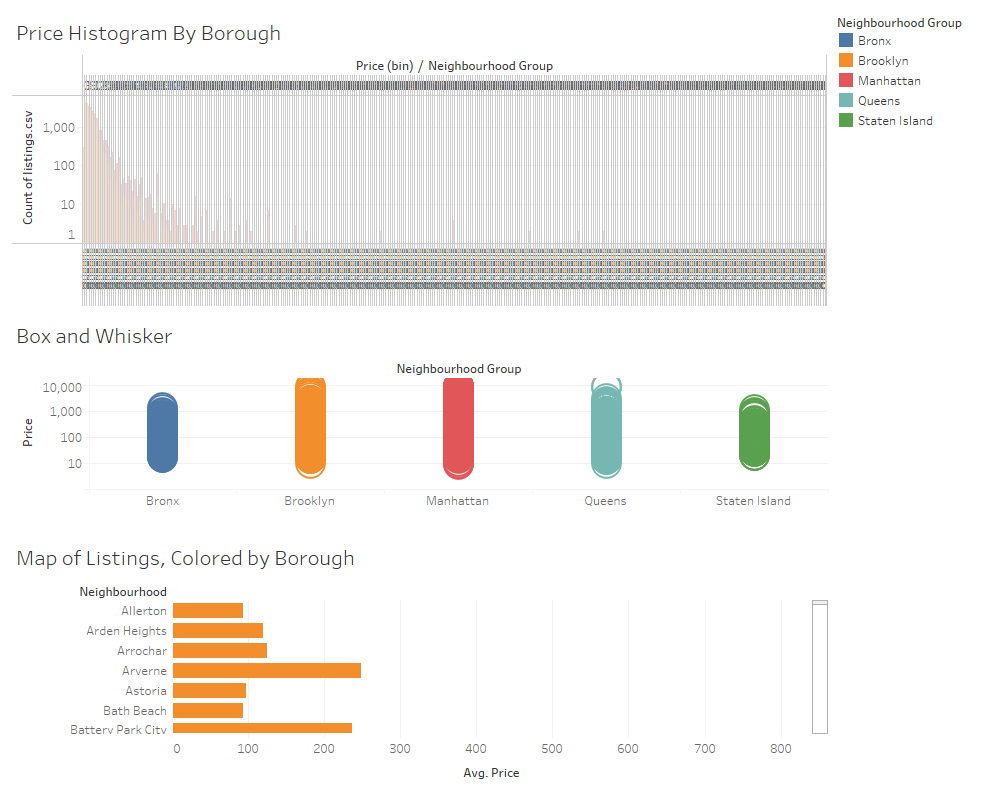 Price Histogram By Borough
Price (bin) / Neighbourhood Group
Count of listings.csv
1,000
100
10
1
Neighbourhood Group
Bronx
Brooklyn
Manhattan
Queens
Staten Island
Box and Whisker
Neighbourhood Group
Price
10,000
1,000
100
10
Bronx Brooklyn Manhattan Queens Staten Island
Map of Listings, Colored by Borough
Neighbourhood
Allerton
Arden Heights
Arrochar
Arverne
Astoria
Bath Beach
Battery Park City
0 100 200 300 400 500 600 700 800
Avg. Price